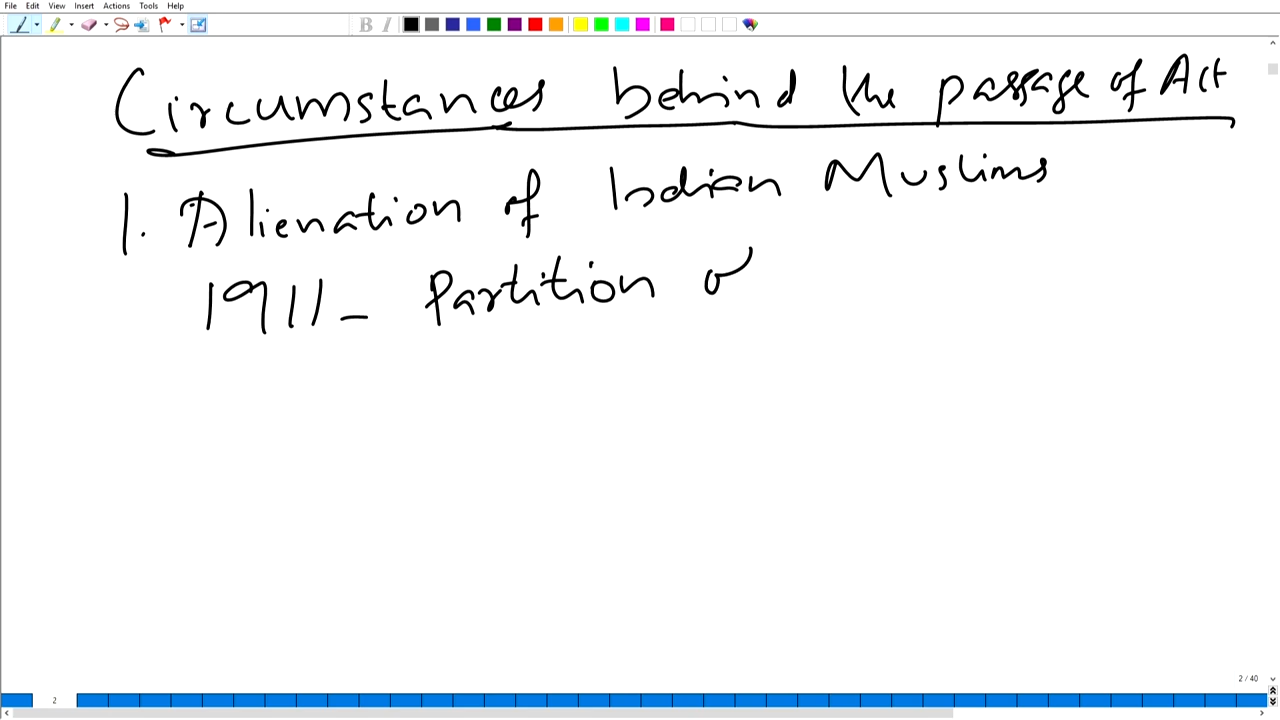 File Edit View Insert Actions Tools Help
B I
Circumstances behind the passage of Act
1. Alienation of Indian Muslims
1911 - Partition o
2 / 40
2